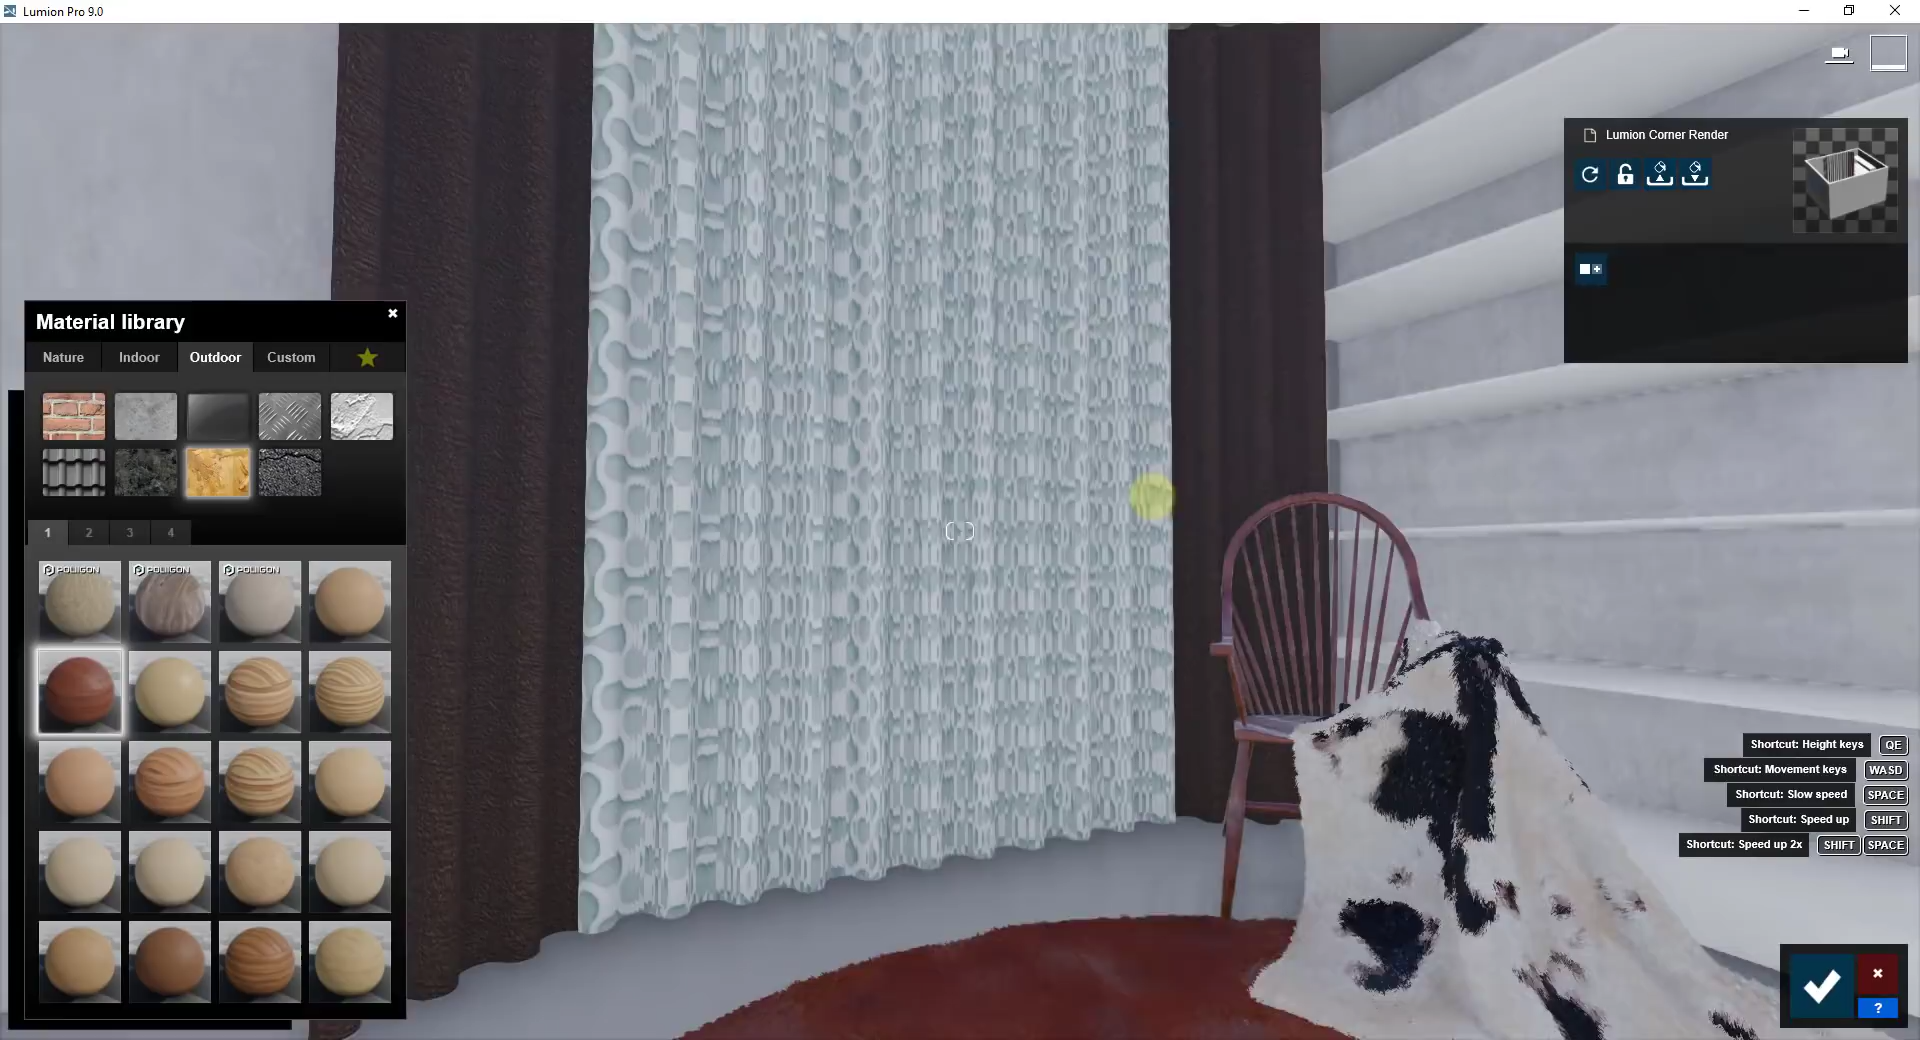 Lumion Pro 9.0
Lumion Corner Render
Material library
Nature
Indoor
Outdoor
Custom
1
2
3
4
POLIIGON
POLIIGON
POLIIGON
Shortcut: Height keys
QE
Shortcut: Movement keys
WASD
Shortcut: Slow speed
SPACE
Shortcut: Speed up
SHIFT
Shortcut: Speed up 2x
SHIFT
SPACE
?